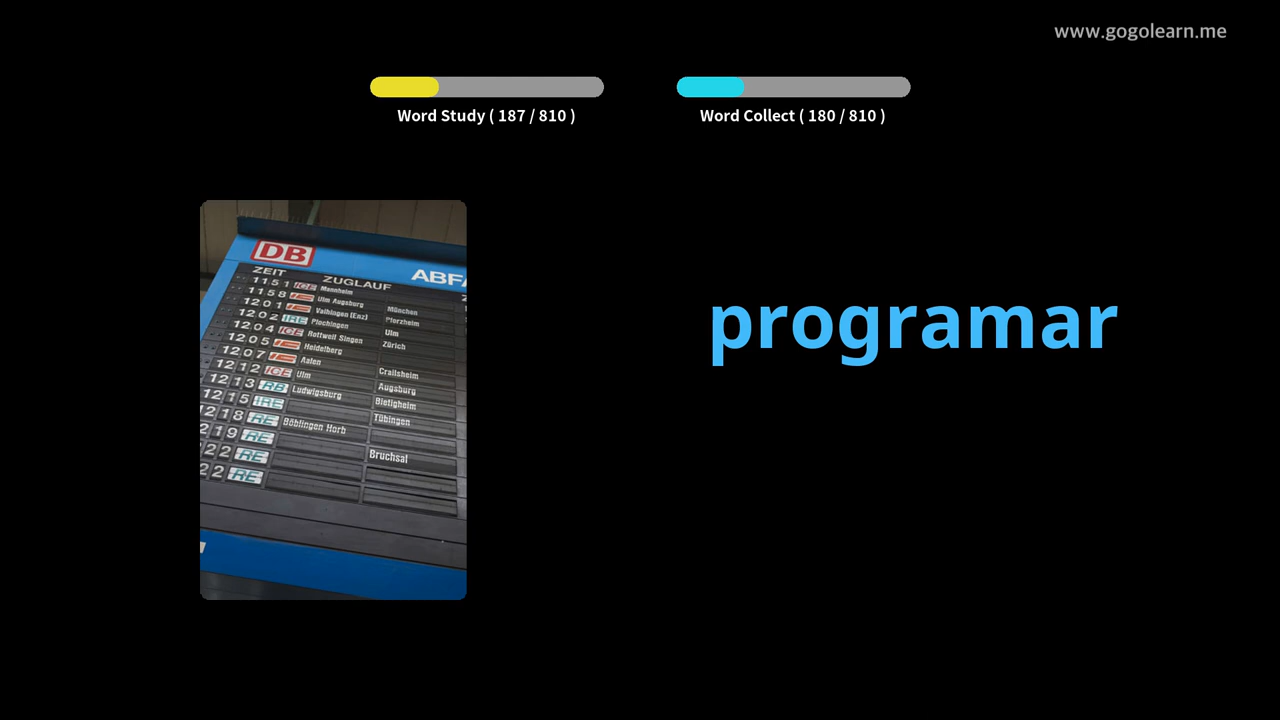 www.gogolearn.me
Word Study ( 187 / 810 )
Word Collect ( 180 / 810 )
programar
DB
ZEIT ZUGLAUF ABFA
1151 ICE Mannheim
1158 Ulm Augsburg München
1201 Vaihingen (Enz) Pforzheim
1202 IRE Plochingen Ulm
1204 ICE Rottweil Singen Zürich
1205 Heidelberg
1207 Aalen Crailsheim
1212 ICE Ulm Augsburg
1213 RB Ludwigsburg Bietigheim
1215 IRE Tübingen
1218 RE Böblingen Horb
219 RE Bruchsal
22 RE
22 RE